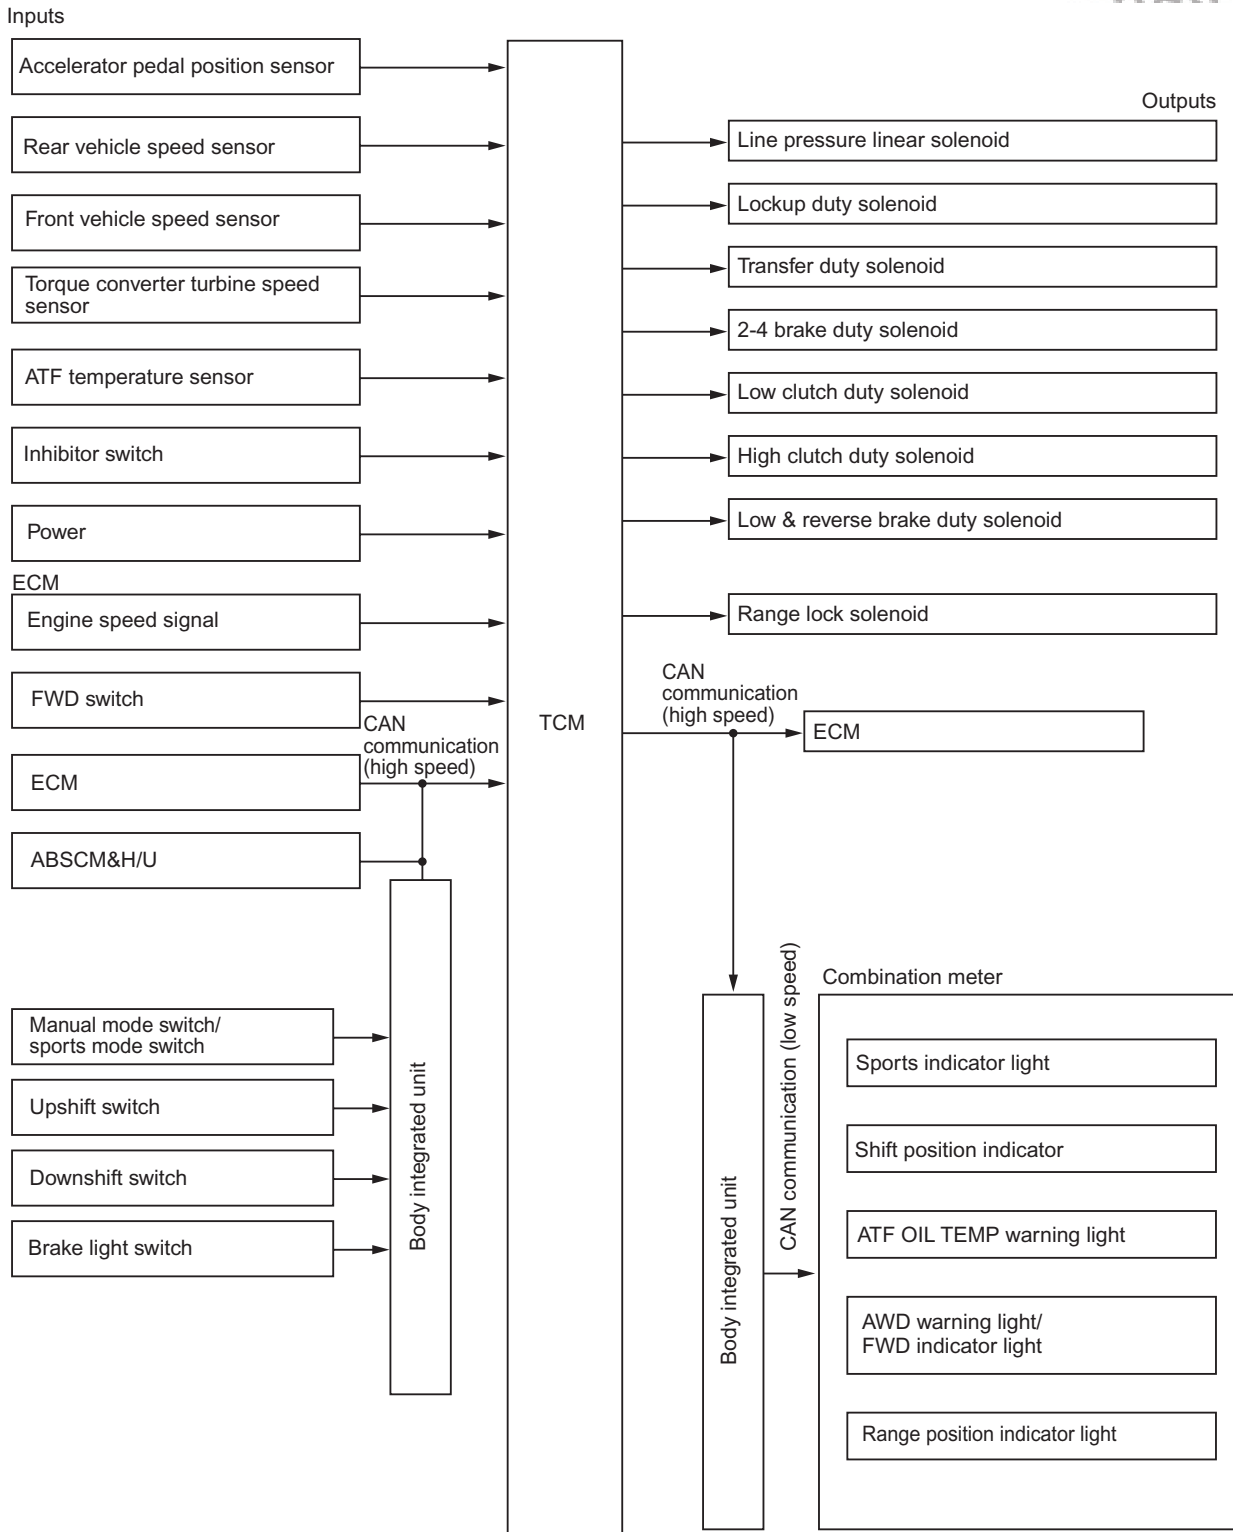 Inputs
Accelerator pedal position sensor
Rear vehicle speed sensor
Front vehicle speed sensor
Torque converter turbine speed
sensor
ATF temperature sensor
Inhibitor switch
Power
ECM
Engine speed signal
FWD switch
CAN
communication
(high speed)
ECM
ABSCM&H/U
Manual mode switch/
sports mode switch
Upshift switch
Downshift switch
Brake light switch
Body integrated unit
TCM
Outputs
Line pressure linear solenoid
Lockup duty solenoid
Transfer duty solenoid
2-4 brake duty solenoid
Low clutch duty solenoid
High clutch duty solenoid
Low & reverse brake duty solenoid
Range lock solenoid
CAN
communication
(high speed)
ECM
Body integrated unit
CAN communication (low speed)
Combination meter
Sports indicator light
Shift position indicator
ATF OIL TEMP warning light
AWD warning light/
FWD indicator light
Range position indicator light